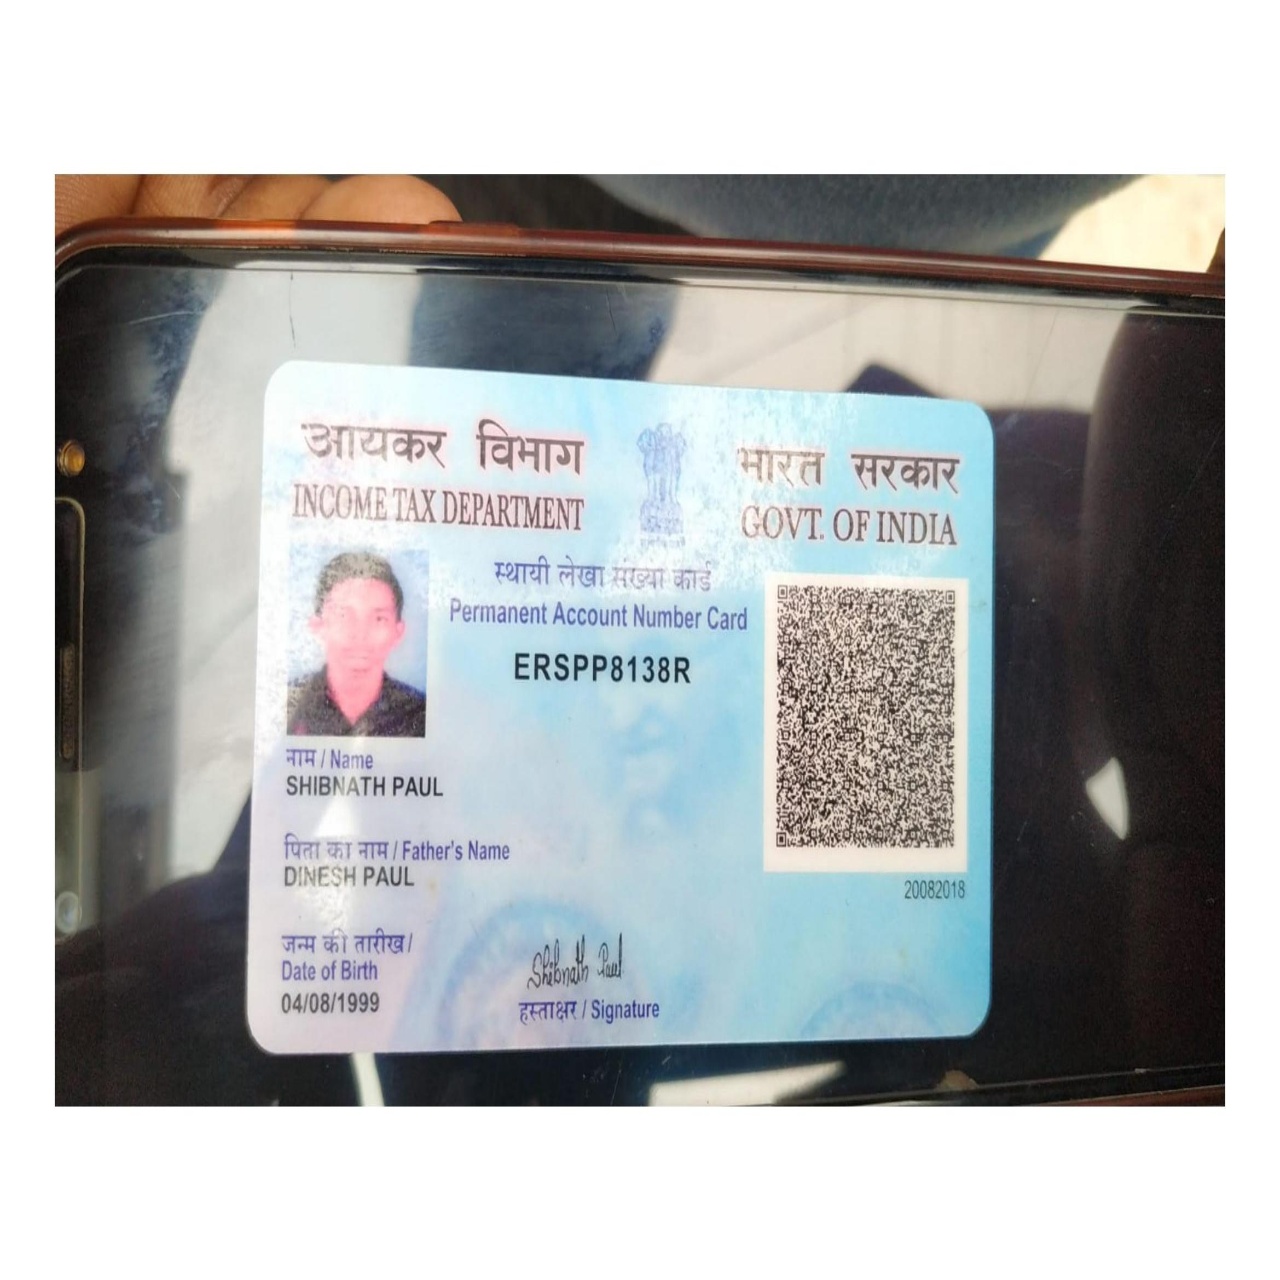 आयकर विभाग
INCOME TAX DEPARTMENT
भारत सरकार
GOVT. OF INDIA
स्थायी लेखा संख्या कार्ड
Permanent Account Number Card
ERSPP8138R
नाम / Name
SHIBNATH PAUL
पिता का नाम / Father's Name
DINESH PAUL
जन्म की तारीख /
Date of Birth
04/08/1999
Shibnath Paul
हस्ताक्षर / Signature
20082018